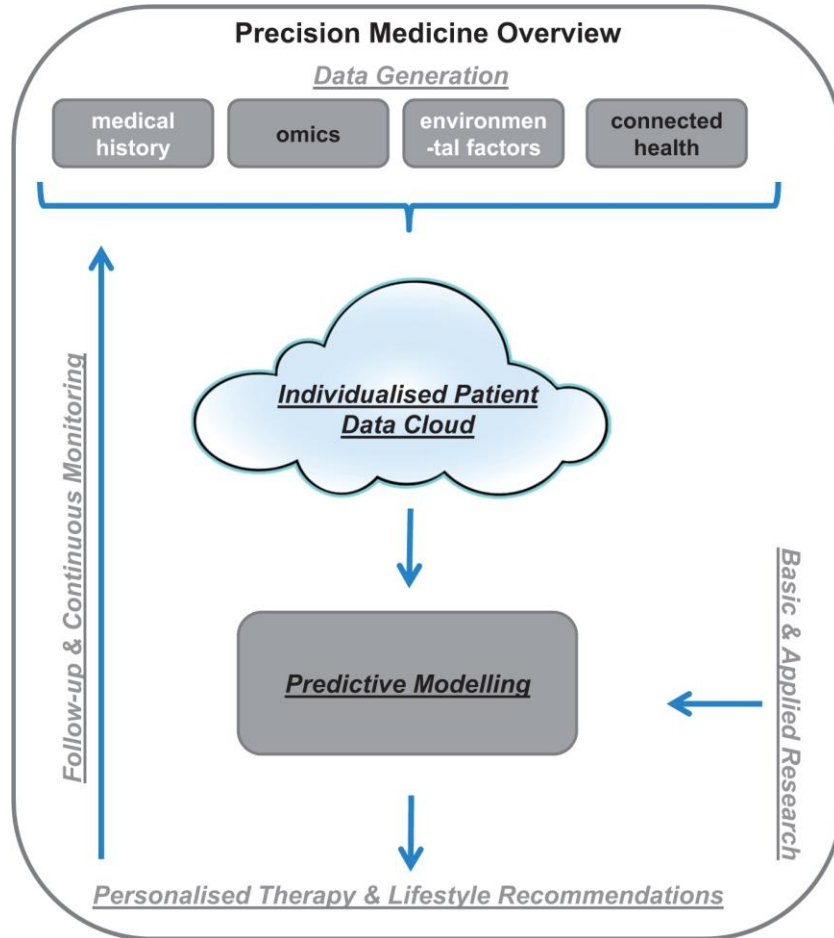 Precision Medicine Overview
Data Generation
medical
history
omics
environmen
-tal factors
connected
health
Individualised Patient
Data Cloud
Follow-up & Continuous Monitoring
Predictive Modelling
Basic & Applied Research
Personalised Therapy & Lifestyle Recommendations